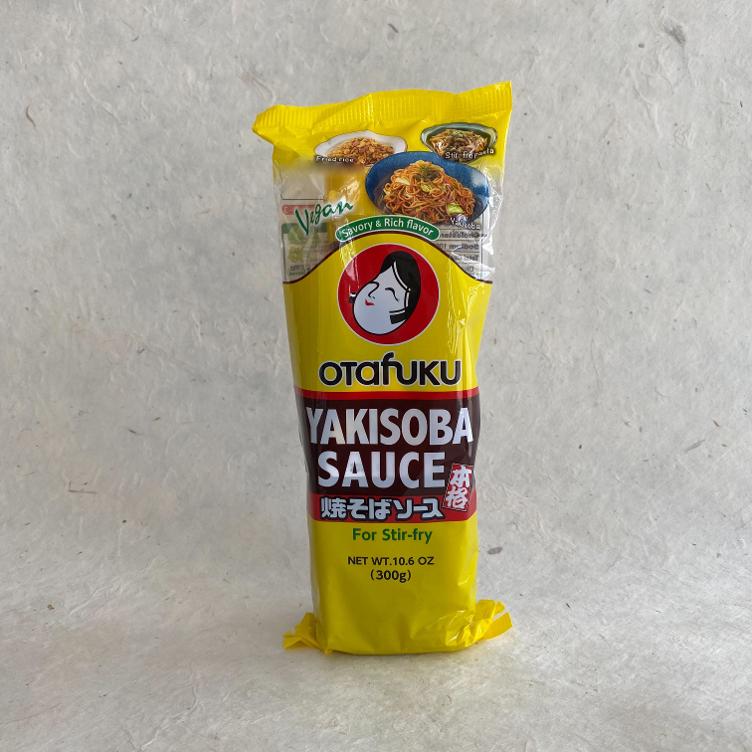 Fried rice
Vegan
Savory & Rich flavor
OTafuKU
YAKISOBA
SAUCE
本格
焼そばソース
For Stir-fry
NET WT.10.6 OZ
(300g)